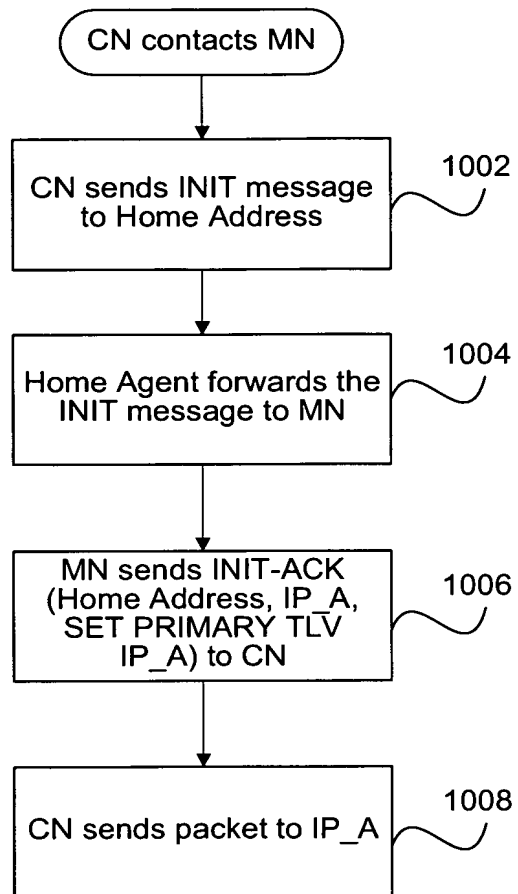 CN contacts MN
1002
CN sends INIT message
to Home Address
1004
Home Agent forwards the
INIT message to MN
1006
MN sends INIT-ACK
(Home Address, IP_A,
SET PRIMARY TLV
IP_A) to CN
1008
CN sends packet to IP_A